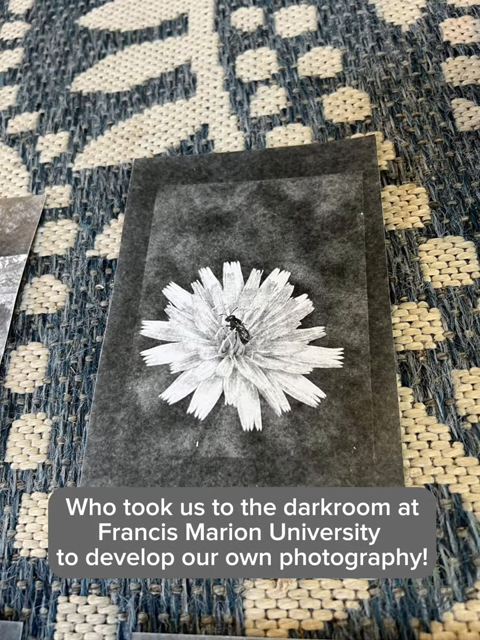 Who took us to the darkroom at
Francis Marion University
to develop our own photography!